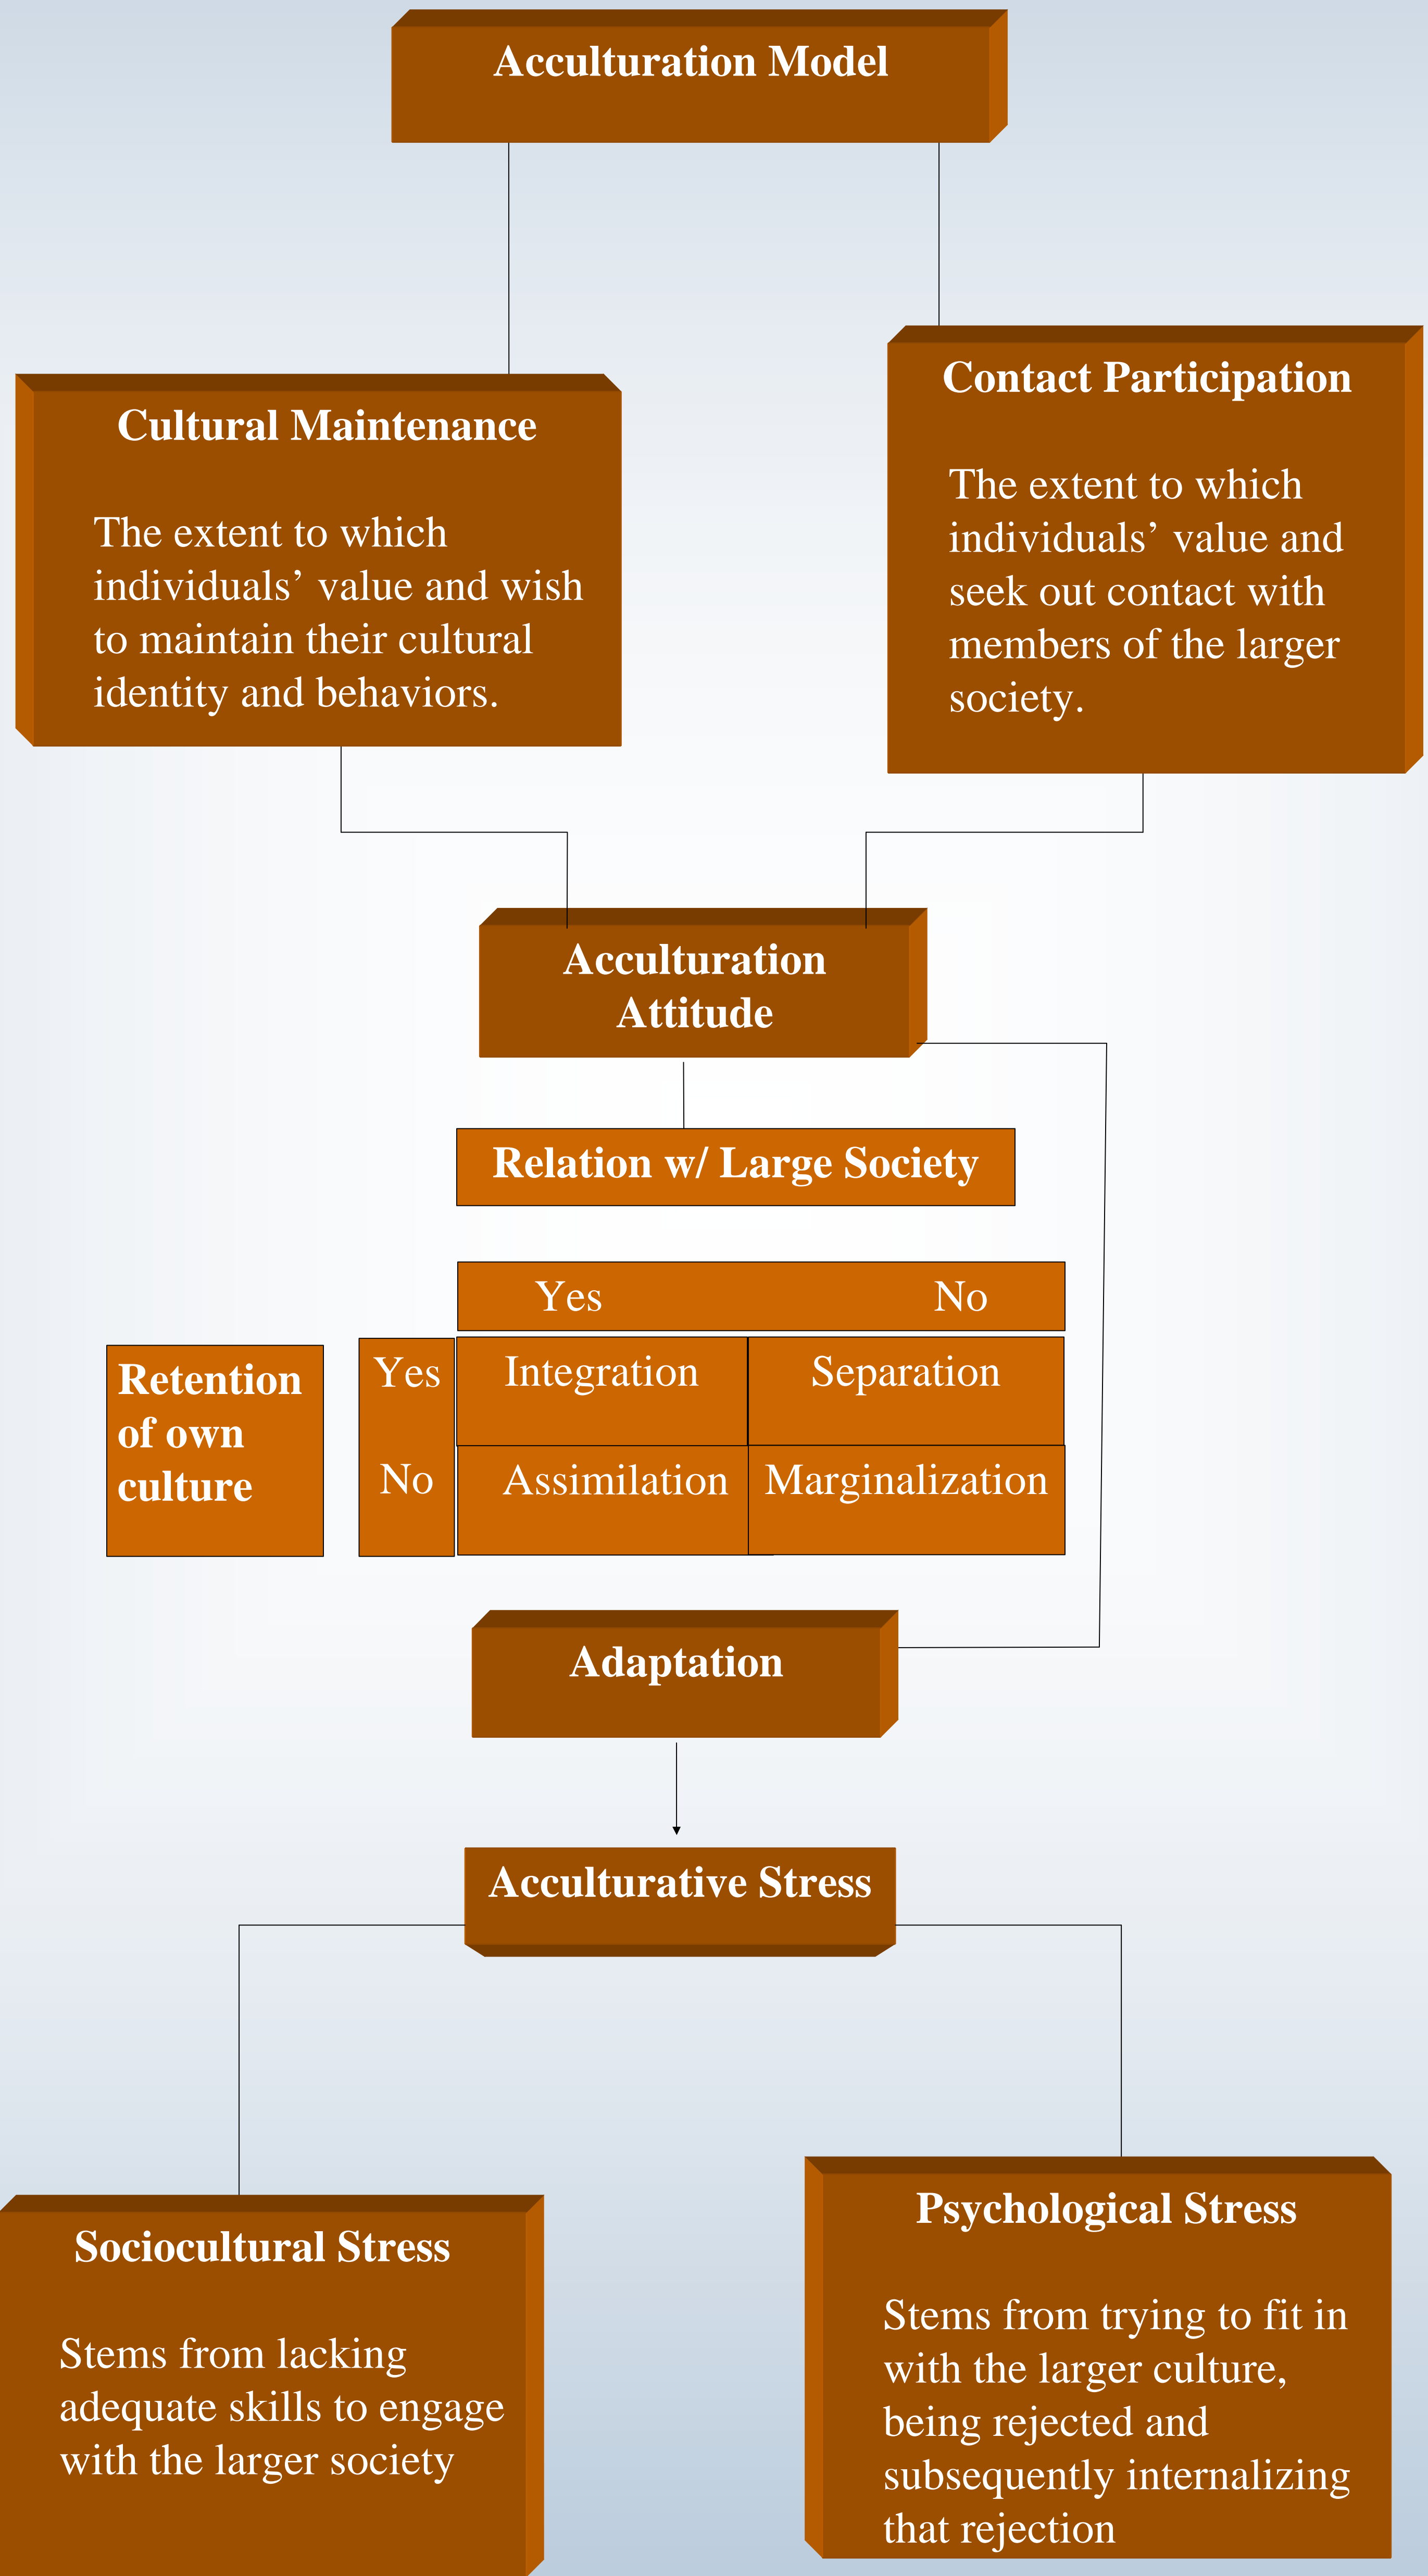 Acculturation Model
Cultural Maintenance
The extent to which
individuals’ value and wish
to maintain their cultural
identity and behaviors.
Contact Participation
The extent to which
individuals’ value and
seek out contact with
members of the larger
society.
Acculturation
Attitude
Relation w/ Large Society
Yes No
Retention
of own
culture
Yes Integration Separation
No Assimilation Marginalization
Adaptation
Acculturative Stress
Sociocultural Stress
Stems from lacking
adequate skills to engage
with the larger society
Psychological Stress
Stems from trying to fit in
with the larger culture,
being rejected and
subsequently internalizing
that rejection